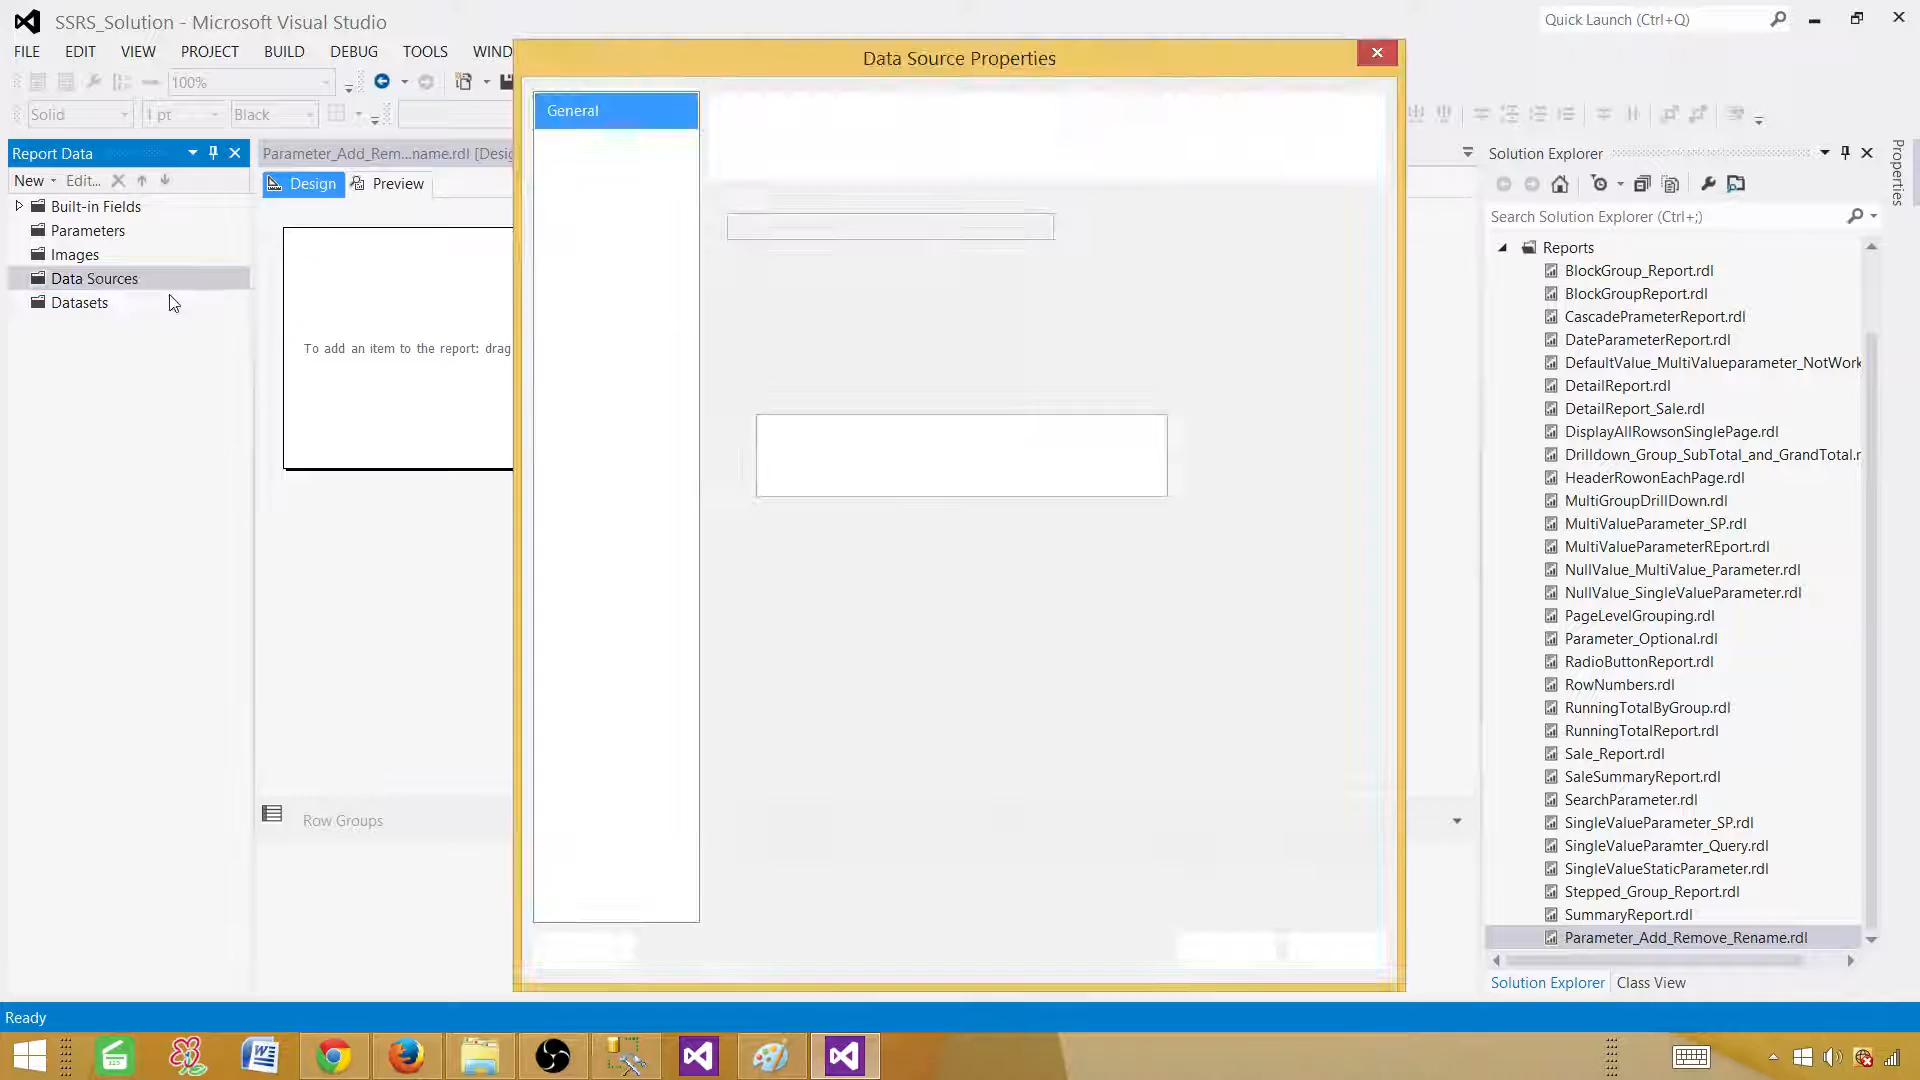 SSRS_Solution - Microsoft Visual Studio
Quick Launch (Ctrl+Q)
FILE EDIT VIEW PROJECT BUILD DEBUG TOOLS WIND
100%
Solid 1 pt Black
Data Source Properties
General
Report Data
New Edit...
Built-in Fields
Parameters
Images
Data Sources
Datasets
Parameter_Add_Rem...name.rdl [Desig
Design Preview
To add an item to the report: drag
Row Groups
Solution Explorer
Search Solution Explorer (Ctrl+;)
Reports
BlockGroup_Report.rdl
BlockGroupReport.rdl
CascadePrameterReport.rdl
DateParameterReport.rdl
DefaultValue_MultiValueparameter_NotWork
DetailReport.rdl
DetailReport_Sale.rdl
DisplayAllRowsonSinglePage.rdl
Drilldown_Group_SubTotal_and_GrandTotal.r
HeaderRowonEachPage.rdl
MultiGroupDrillDown.rdl
MultiValueParameter_SP.rdl
MultiValueParameterREport.rdl
NullValue_MultiValue_Parameter.rdl
NullValue_SingleValueParameter.rdl
PageLevelGrouping.rdl
Parameter_Optional.rdl
RadioButtonReport.rdl
RowNumbers.rdl
RunningTotalByGroup.rdl
RunningTotalReport.rdl
Sale_Report.rdl
SaleSummaryReport.rdl
SearchParameter.rdl
SingleValueParameter_SP.rdl
SingleValueParamter_Query.rdl
SingleValueStaticParameter.rdl
Stepped_Group_Report.rdl
SummaryReport.rdl
Parameter_Add_Remove_Rename.rdl
Solution Explorer Class View
Properties
Ready